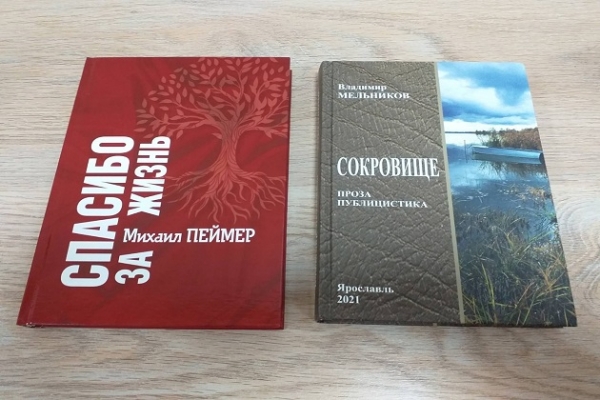 СПАСИБО
ЗА ЖИЗНЬ
Михаил ПЕЙМЕР
Владимир
МЕЛЬНИКОВ
СОКРОВИЩЕ
ПРОЗА
ПУБЛИЦИСТИКА
Ярославль
2021